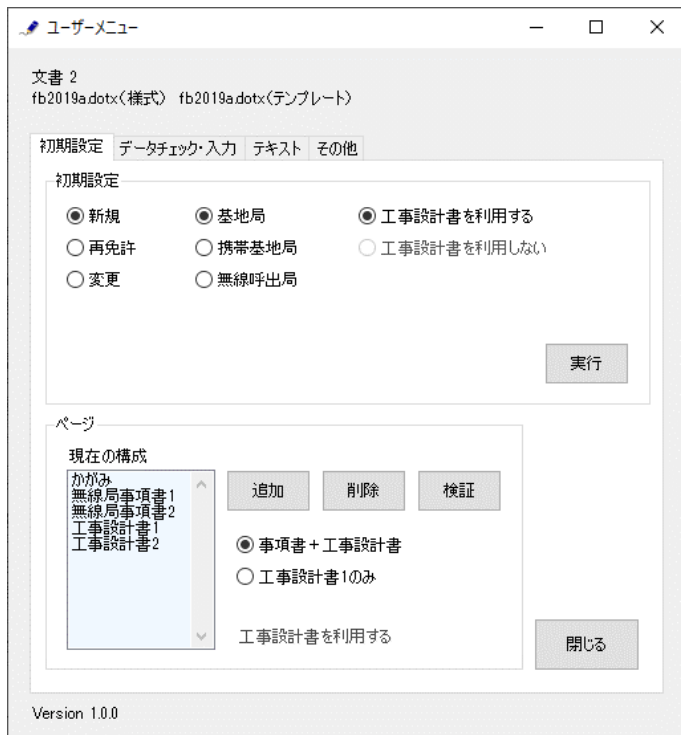 ユーザーメニュー
文書 2
fb2019a.dotx(様式) fb2019a.dotx(テンプレート)
初期設定 データチェック・入力 テキスト その他
初期設定
新規 基地局 工事設計書を利用する
再免許 携帯基地局 工事設計書を利用しない
変更 無線呼出局
実行
ページ
現在の構成
かがみ
無線局事項書1
無線局事項書2
工事設計書1
工事設計書2
追加 削除 検証
事項書+工事設計書
工事設計書1のみ
工事設計書を利用する
閉じる
Version 1.0.0